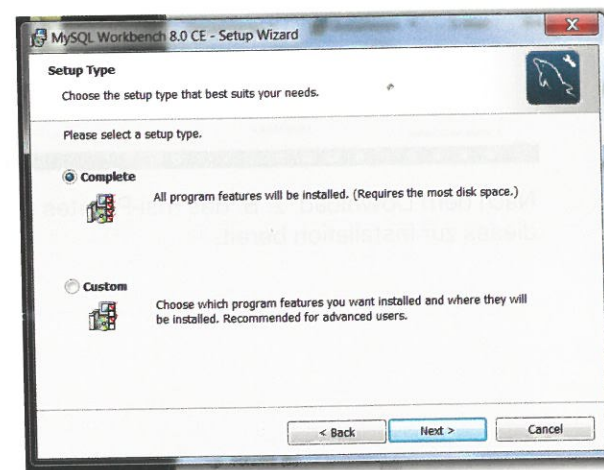 MySQL Workbench 8.0 CE - Setup Wizard
Setup Type
Choose the setup type that best suits your needs.
Please select a setup type.
Complete
All program features will be installed. (Requires the most disk space.)
Custom
Choose which program features you want installed and where they will
be installed. Recommended for advanced users.
< Back
Next >
Cancel